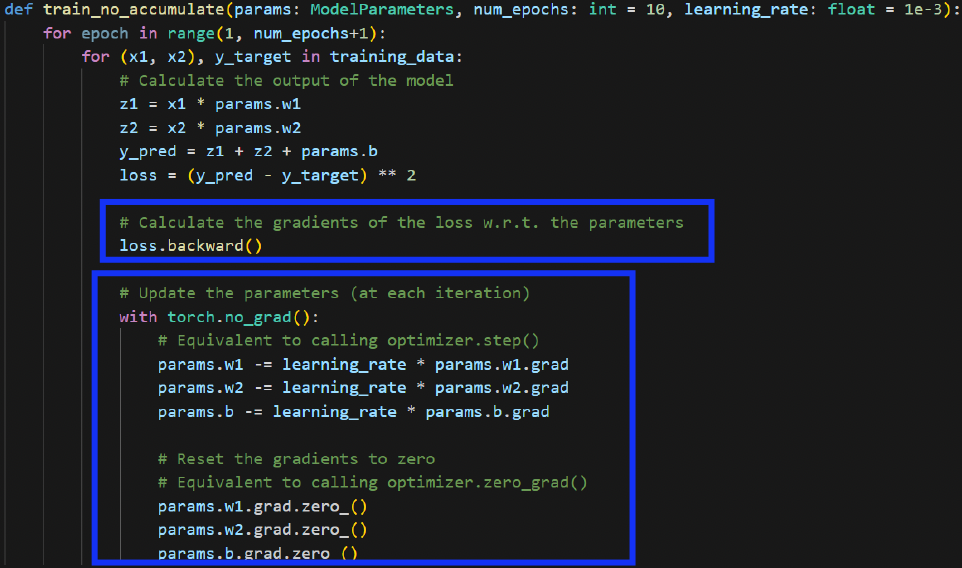 def train_no_accumulate(params: ModelParameters, num_epochs: int = 10, learning_rate: float = 1e-3):
for epoch in range(1, num_epochs+1):
for (x1, x2), y_target in training_data:
# Calculate the output of the model
z1 = x1 * params.w1
z2 = x2 * params.w2
y_pred = z1 + z2 + params.b
loss = (y_pred - y_target) ** 2
# Calculate the gradients of the loss w.r.t. the parameters
loss.backward()
# Update the parameters (at each iteration)
with torch.no_grad():
# Equivalent to calling optimizer.step()
params.w1 -= learning_rate * params.w1.grad
params.w2 -= learning_rate * params.w2.grad
params.b -= learning_rate * params.b.grad
# Reset the gradients to zero
# Equivalent to calling optimizer.zero_grad()
params.w1.grad.zero_()
params.w2.grad.zero_()
params.b.grad.zero_()